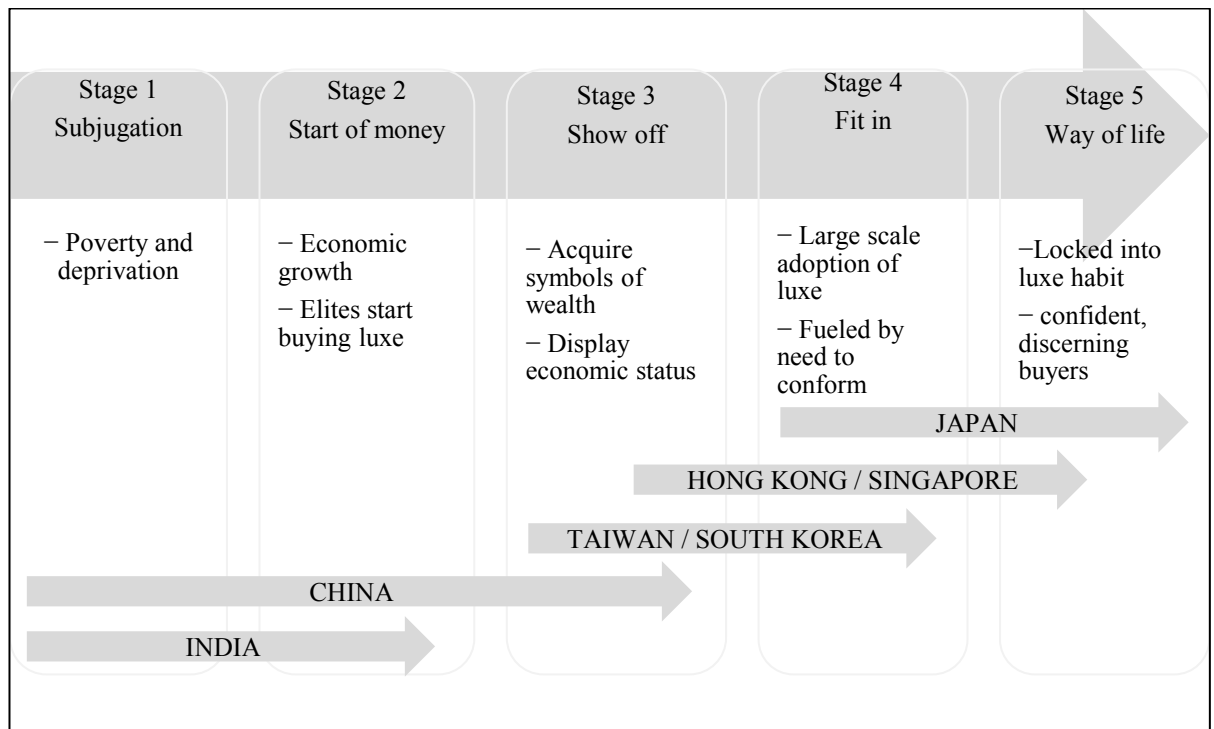 Stage 1
Subjugation
Stage 2
Start of money
Stage 3
Show off
Stage 4
Fit in
Stage 5
Way of life
− Poverty and
deprivation
− Economic
growth
− Elites start
buying luxe
− Acquire
symbols of
wealth
− Display
economic status
− Large scale
adoption of
luxe
− Fueled by
need to
conform
−Locked into
luxe habit
− confident,
discerning
buyers
JAPAN
HONG KONG / SINGAPORE
TAIWAN / SOUTH KOREA
CHINA
INDIA